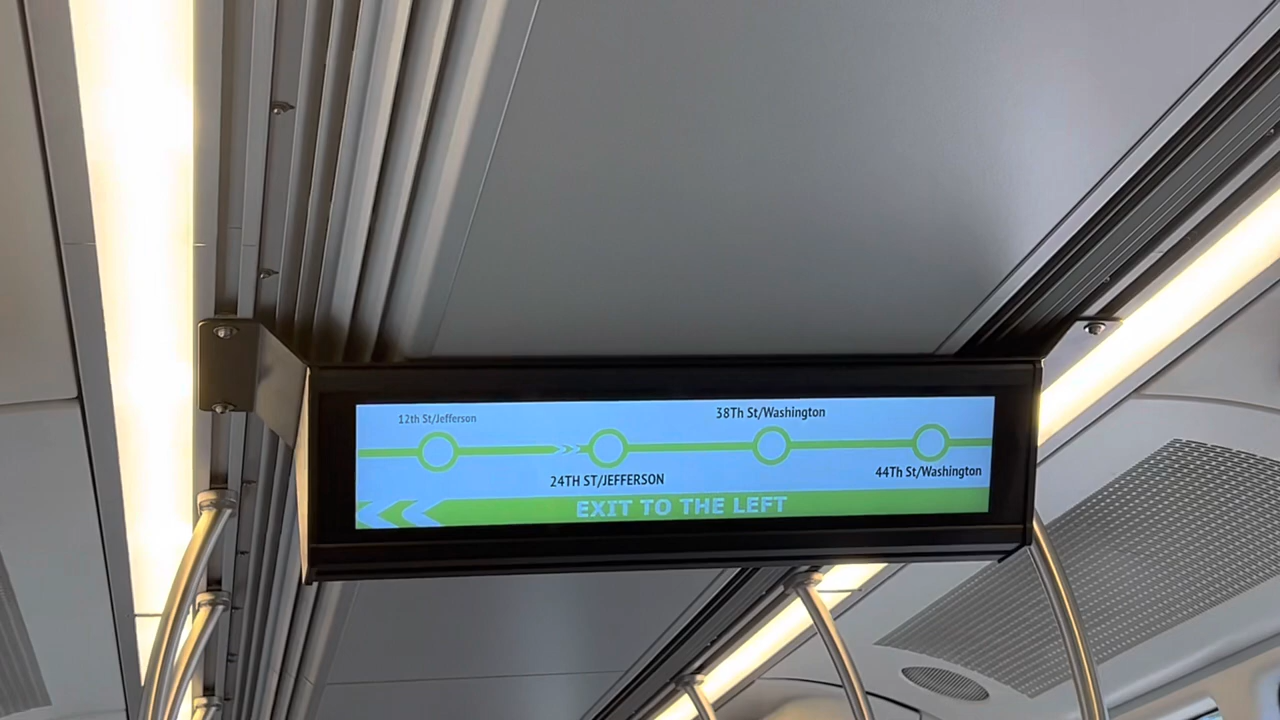 12th St/Jefferson
24TH ST/JEFFERSON
38Th St/Washington
44Th St/Washington
EXIT TO THE LEFT